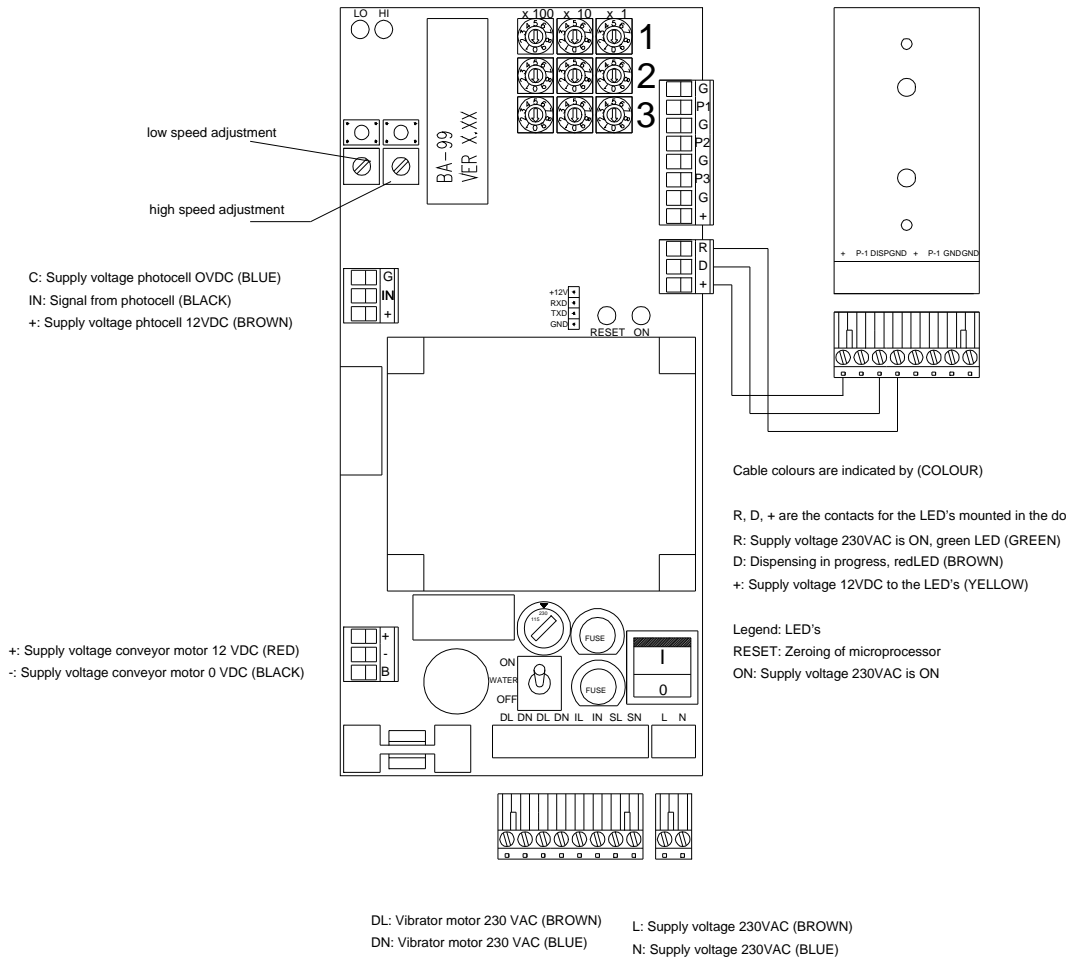 LO HI
x 100 x 10 x 1
1
2
3
G
P1
G
P2
G
P3
G
+
BA-99
VER X.XX
low speed adjustment
high speed adjustment
R
D
+
+ P-1 DISPGND + P-1 GNDGND
C: Supply voltage photocell OVDC (BLUE)
IN: Signal from photocell (BLACK)
+: Supply voltage phtocell 12VDC (BROWN)
G
IN
+
+12V
RXD
TXD
GND
RESET ON
Cable colours are indicated by (COLOUR)
R, D, + are the contacts for the LED's mounted in the do
R: Supply voltage 230VAC is ON, green LED (GREEN)
D: Dispensing in progress, redLED (BROWN)
+: Supply voltage 12VDC to the LED's (YELLOW)
Legend: LED's
RESET: Zeroing of microprocessor
ON: Supply voltage 230VAC is ON
+: Supply voltage conveyor motor 12 VDC (RED)
-: Supply voltage conveyor motor 0 VDC (BLACK)
+
-
B
230
115
FUSE
FUSE
I
0
ON
WATER
OFF
DL DN DL DN IL IN SL SN L N
DL: Vibrator motor 230 VAC (BROWN)
DN: Vibrator motor 230 VAC (BLUE)
L: Supply voltage 230VAC (BROWN)
N: Supply voltage 230VAC (BLUE)